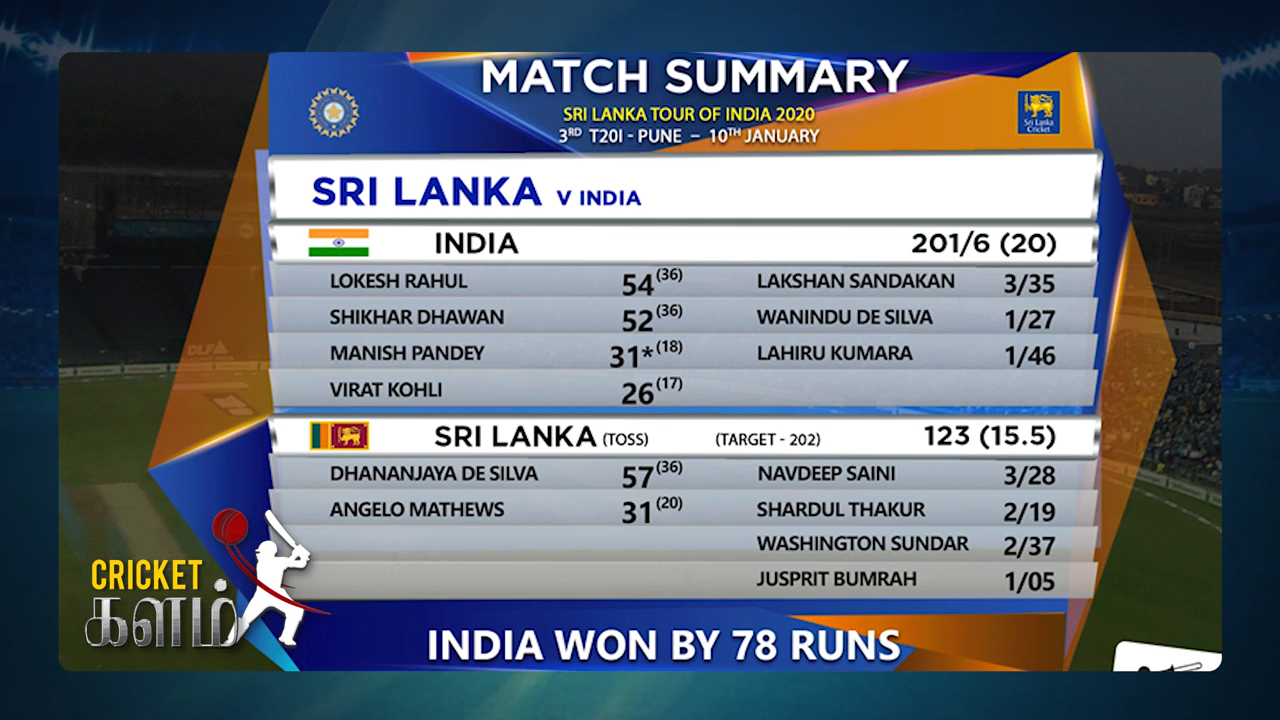 MATCH SUMMARY
SRI LANKA TOUR OF INDIA 2020
3RD T20I - PUNE – 10TH JANUARY
Sri Lanka
Cricket
SRI LANKA V INDIA
INDIA 201/6 (20)
LOKESH RAHUL 54 (36) LAKSHAN SANDAKAN 3/35
SHIKHAR DHAWAN 52 (36) WANINDU DE SILVA 1/27
MANISH PANDEY 31* (18) LAHIRU KUMARA 1/46
VIRAT KOHLI 26 (17)
SRI LANKA (TOSS) (TARGET - 202) 123 (15.5)
DHANANJAYA DE SILVA 57 (36) NAVDEEP SAINI 3/28
ANGELO MATHEWS 31 (20) SHARDUL THAKUR 2/19
WASHINGTON SUNDAR 2/37
JUSPRIT BUMRAH 1/05
INDIA WON BY 78 RUNS
DLF
CRICKET
களம்